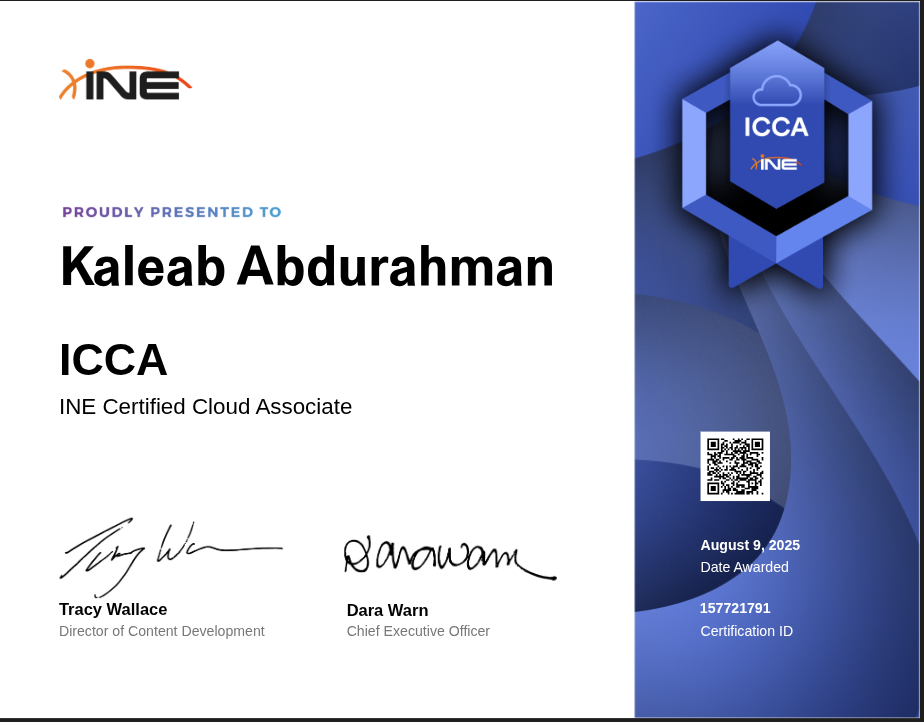 iNE
PROUDLY PRESENTED TO
Kaleab Abdurahman
ICCA
INE Certified Cloud Associate
Tracy Wallace
Director of Content Development
Dara Warn
Chief Executive Officer
ICCA
iNE
August 9, 2025
Date Awarded
157721791
Certification ID